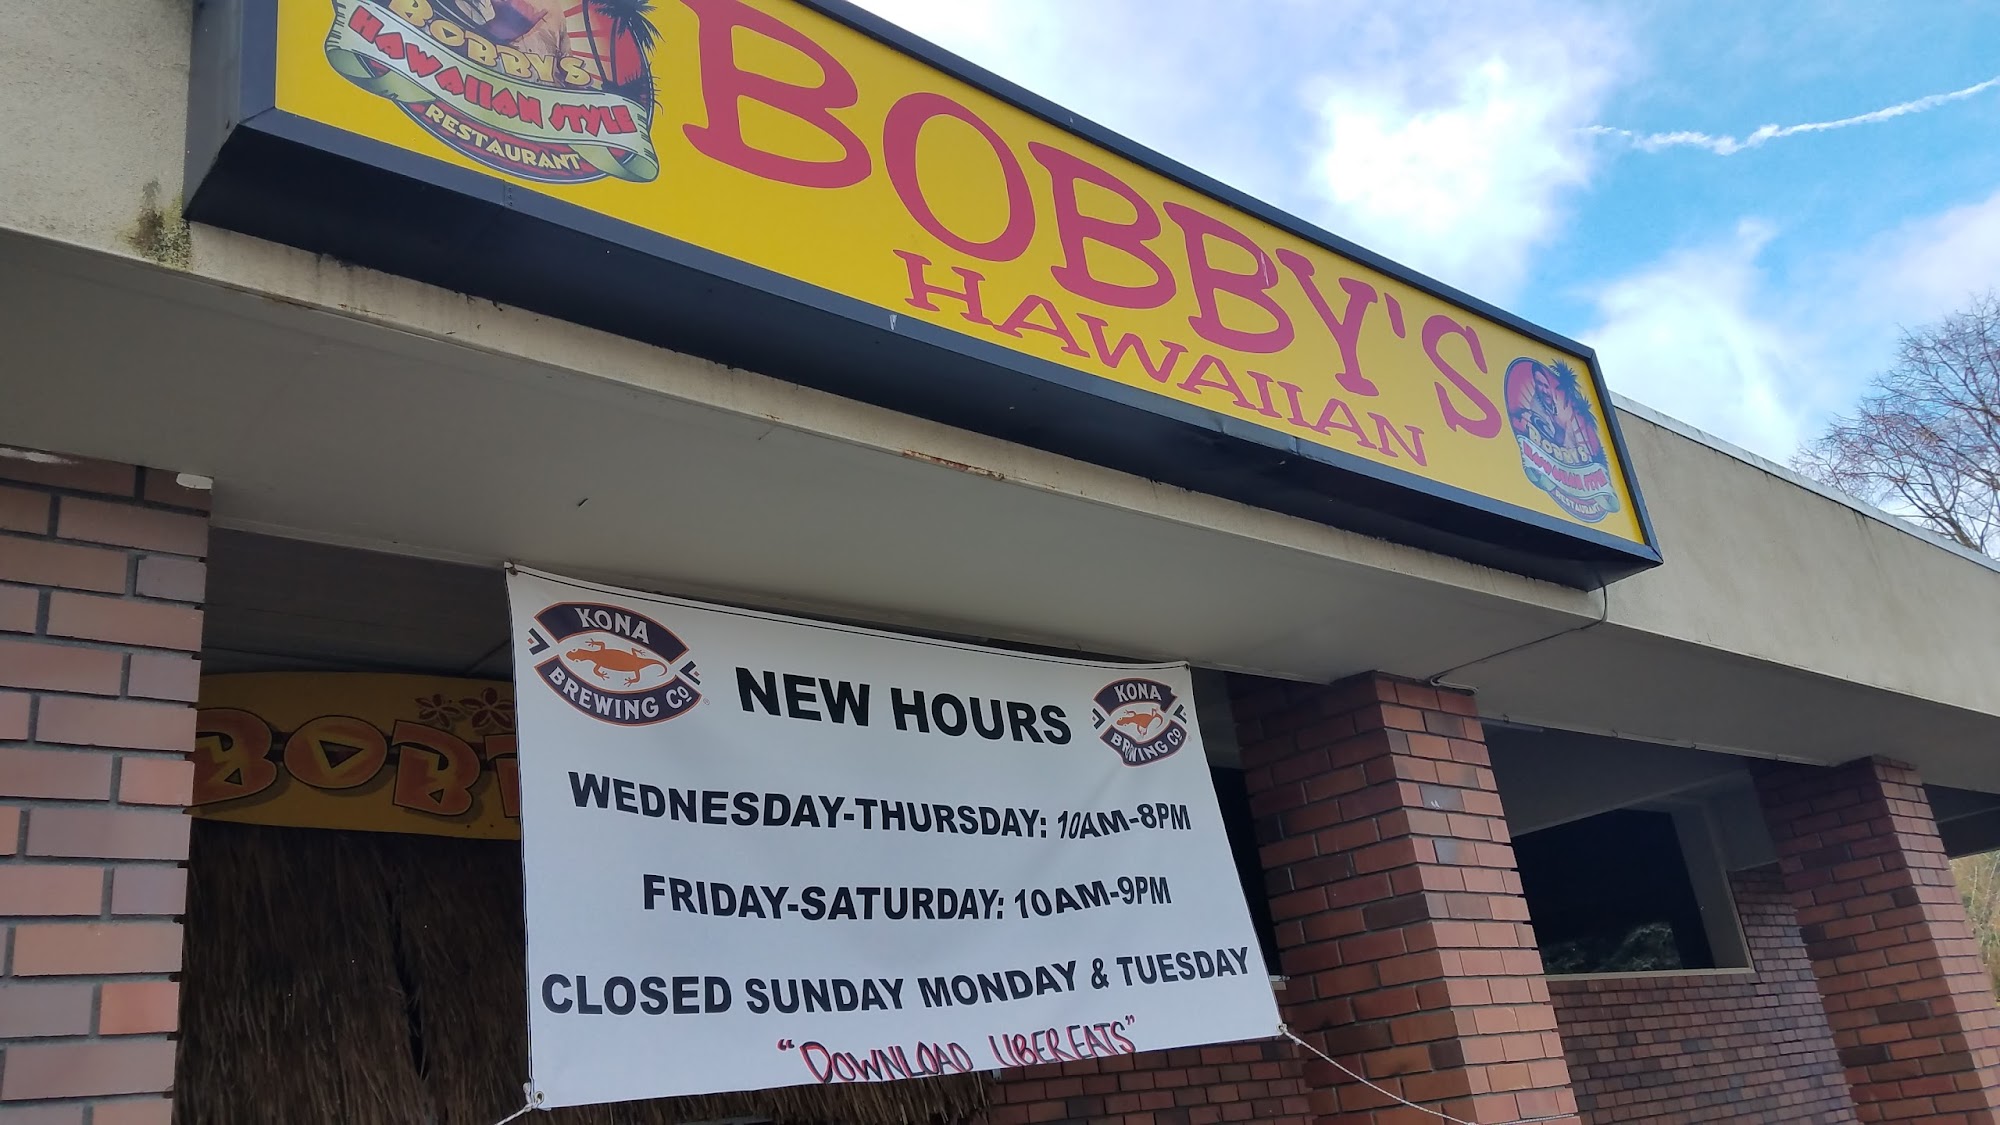 BOBBY'S
HAWAIIAN STYLE
RESTAURANT
BOBBY'S
HAWAIIAN
BOBBY'S
HAWAIIAN STYLE
RESTAURANT
KONA
BREWING CO.
NEW HOURS
KONA
BREWING CO.
WEDNESDAY-THURSDAY: 10AM-8PM
FRIDAY-SATURDAY: 10AM-9PM
CLOSED SUNDAY MONDAY & TUESDAY
"DOWNLOAD UBEREATS"
BOBB